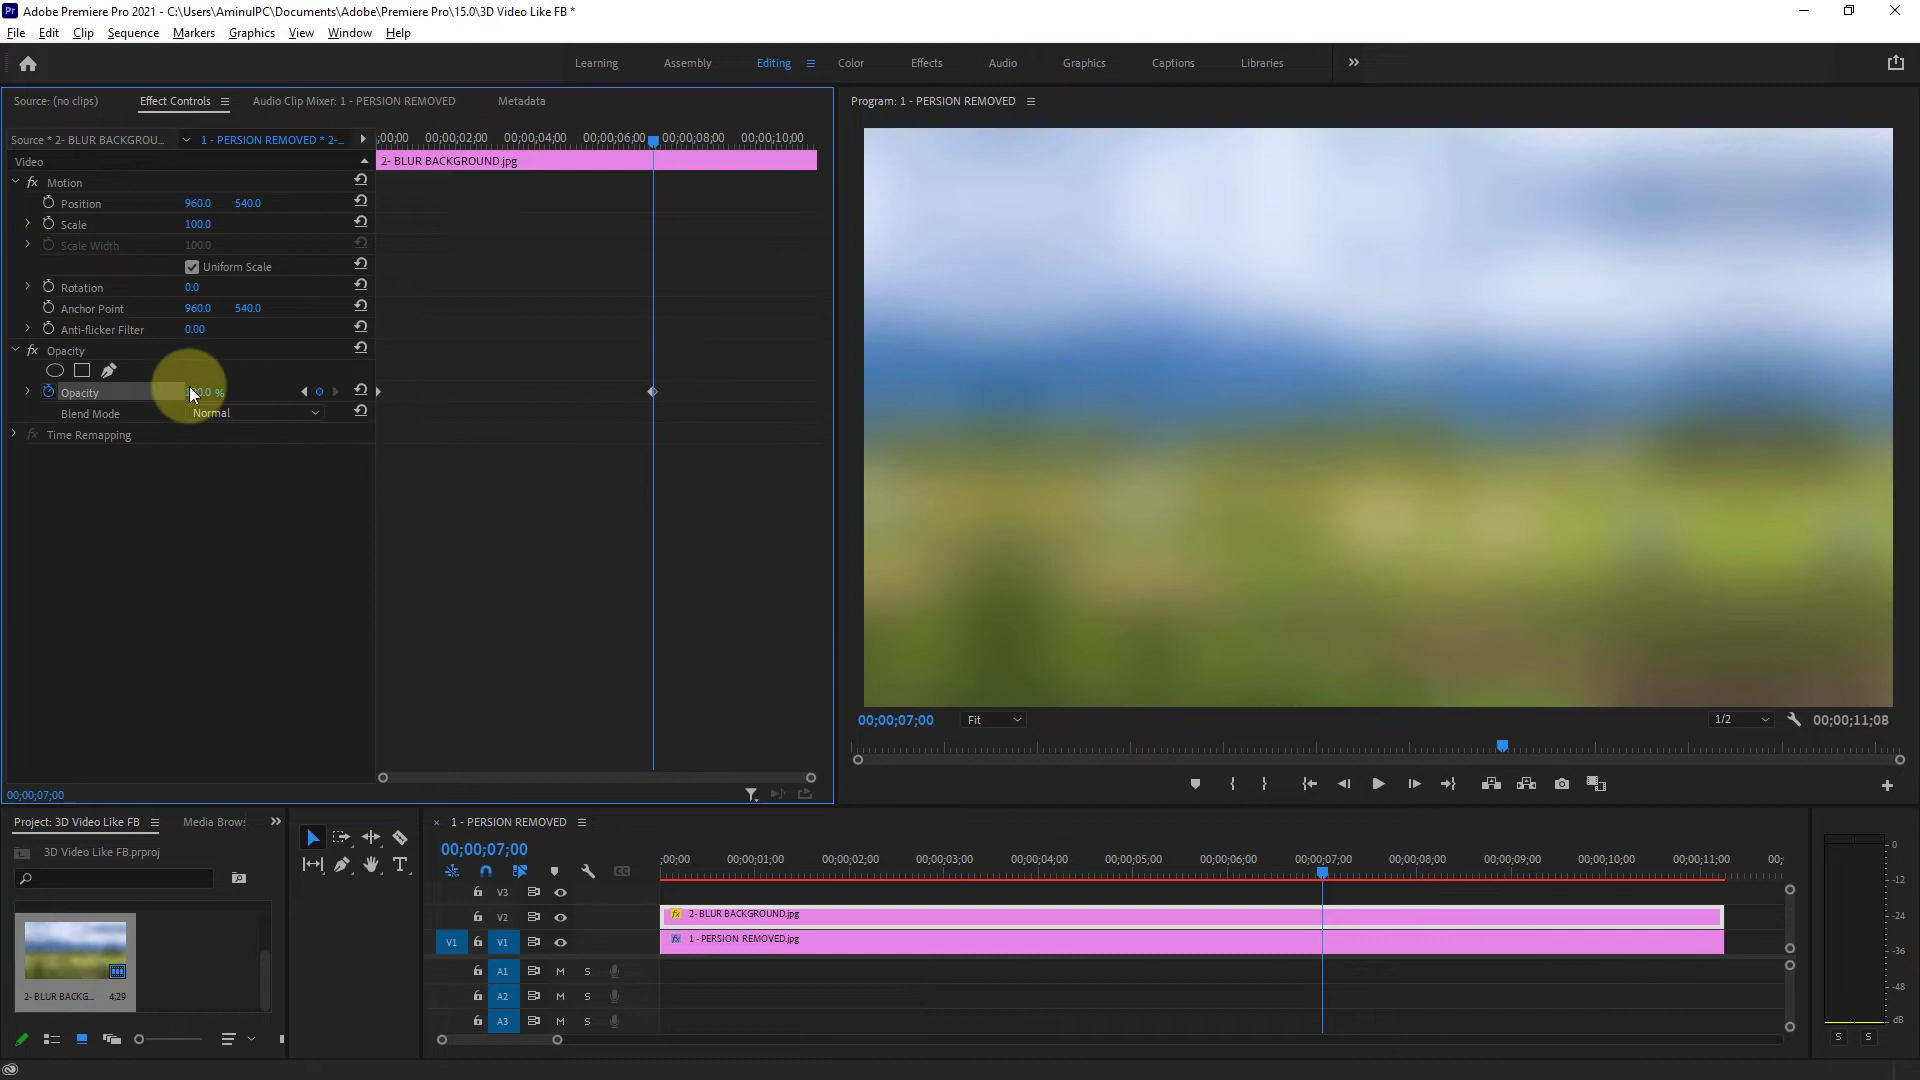 Adobe Premiere Pro 2021 - C:\Users\AminulPC\Documents\Adobe\Premiere Pro\15.0\3D Video Like FB *
File Edit Clip Sequence Markers Graphics View Window Help
Learning Assembly Editing Color Effects Audio Graphics Captions Libraries
Source: (no clips) Effect Controls Audio Clip Mixer: 1 - PERSION REMOVED Metadata
Program: 1 - PERSION REMOVED
Source * 2- BLUR BACKGROU... 1 - PERSION REMOVED * 2-...
;00;00 00;00;02;00 00;00;04;00 00;00;06;00 00;00;08;00 00;00;10;00
Video
2- BLUR BACKGROUND.jpg
fx Motion
Position 960.0 540.0
Scale 100.0
Scale Width 100.0
Uniform Scale
Rotation 0.0
Anchor Point 960.0 540.0
Anti-flicker Filter 0.00
fx Opacity
Opacity %
Blend Mode Normal
fx Time Remapping
00;00;07;00 Fit 1/2 00;00;11;08
00;00;07;00
Project: 3D Video Like FB Media Brows
3D Video Like FB.prproj
2- BLUR BACKG... 4;29
1 - PERSION REMOVED
00;00;07;00
;00;00 00;00;01;00 00;00;02;00 00;00;03;00 00;00;04;00 00;00;05;00 00;00;06;00 00;00;07;00 00;00;08;00 00;00;09;00 00;00;10;00 00;00;11;00 00;
V3
V2 fx 2- BLUR BACKGROUND.jpg
V1 V1 fx 1 - PERSION REMOVED.jpg
A1 M S
A2 M S
A3 M S
0
-12
-24
-36
-48
dB
S S